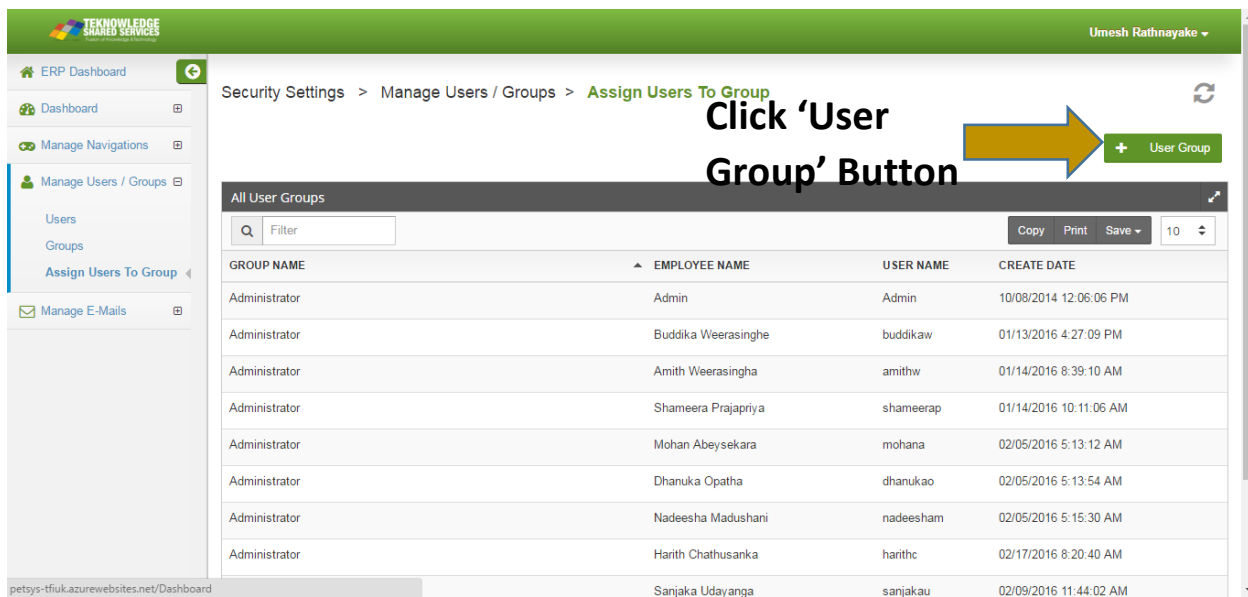 TEKNOWLEDGE
SHARED SERVICES
Umesh Rathnayake
ERP Dashboard
Dashboard
Manage Navigations
Manage Users / Groups
Users
Groups
Assign Users To Group
Manage E-Mails
Security Settings > Manage Users / Groups > Assign Users To Group
Click ‘User
Group’ Button
+ User Group
All User Groups
Filter
Copy Print Save 10
GROUP NAME EMPLOYEE NAME USER NAME CREATE DATE
Administrator Admin Admin 10/08/2014 12:06:06 PM
Administrator Buddika Weerasinghe buddikaw 01/13/2016 4:27:09 PM
Administrator Amith Weerasingha amithw 01/14/2016 8:39:10 AM
Administrator Shameera Prajapriya shameerap 01/14/2016 10:11:06 AM
Administrator Mohan Abeysekara mohana 02/05/2016 5:13:12 AM
Administrator Dhanuka Opatha dhanukao 02/05/2016 5:13:54 AM
Administrator Nadeesha Madushani nadeesham 02/05/2016 5:15:30 AM
Administrator Harith Chathusanka harithc 02/17/2016 8:20:40 AM
Sanjaka Udayanga sanjakau 02/09/2016 11:44:02 AM
petsys-tfiuk.azurewebsites.net/Dashboard